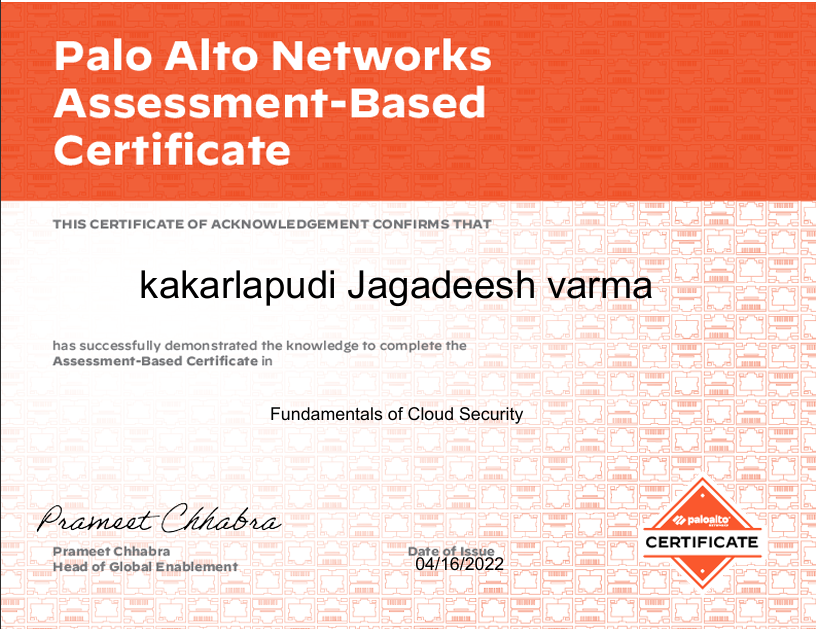 Palo Alto Networks
Assessment-Based
Certificate
THIS CERTIFICATE OF ACKNOWLEDGEMENT CONFIRMS THAT
kakarlapudi Jagadeesh varma
has successfully demonstrated the knowledge to complete the
Assessment-Based Certificate in
Fundamentals of Cloud Security
Prameet Chhabra
Prameet Chhabra
Head of Global Enablement
Date of Issue
04/16/2022
paloalto
NETWORKS
CERTIFICATE